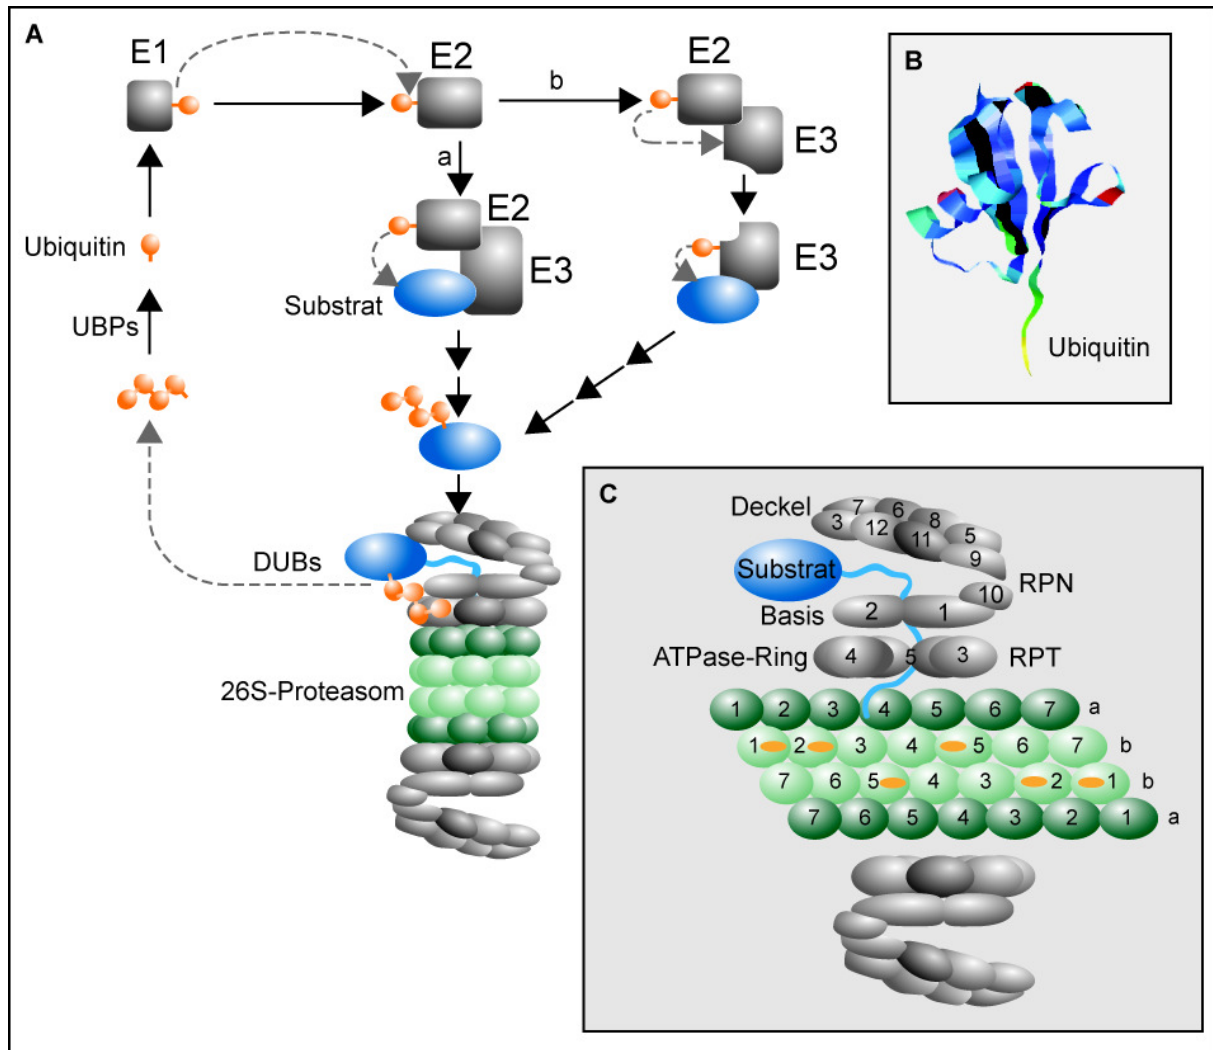 A
E1
E2
b
E2
E3
a
E2
E3
Substrat
E3
Ubiquitin
UBPs
DUBs
26S-Proteasom
B
Ubiquitin
C
Deckel
7 6 8
3 12 11 5
9
Substrat
10 RPN
Basis 2 1
ATPase-Ring 4 5 3 RPT
1 2 3 4 5 6 7 a
1 2 3 4 5 6 7 b
7 6 5 4 3 2 1 b
7 6 5 4 3 2 1 a